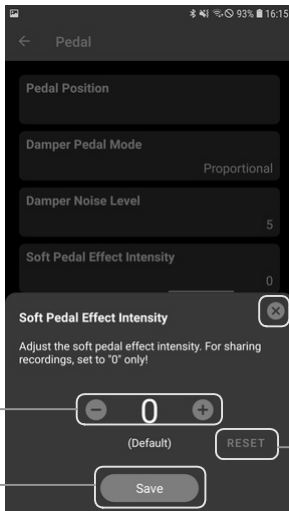 93% 16:15
Pedal
Pedal Position
Damper Pedal Mode
Proportional
Damper Noise Level
5
Soft Pedal Effect Intensity
0
Soft Pedal Effect Intensity
Adjust the soft pedal effect intensity. For sharing
recordings, set to "0" only!
0
(Default)
RESET
Save